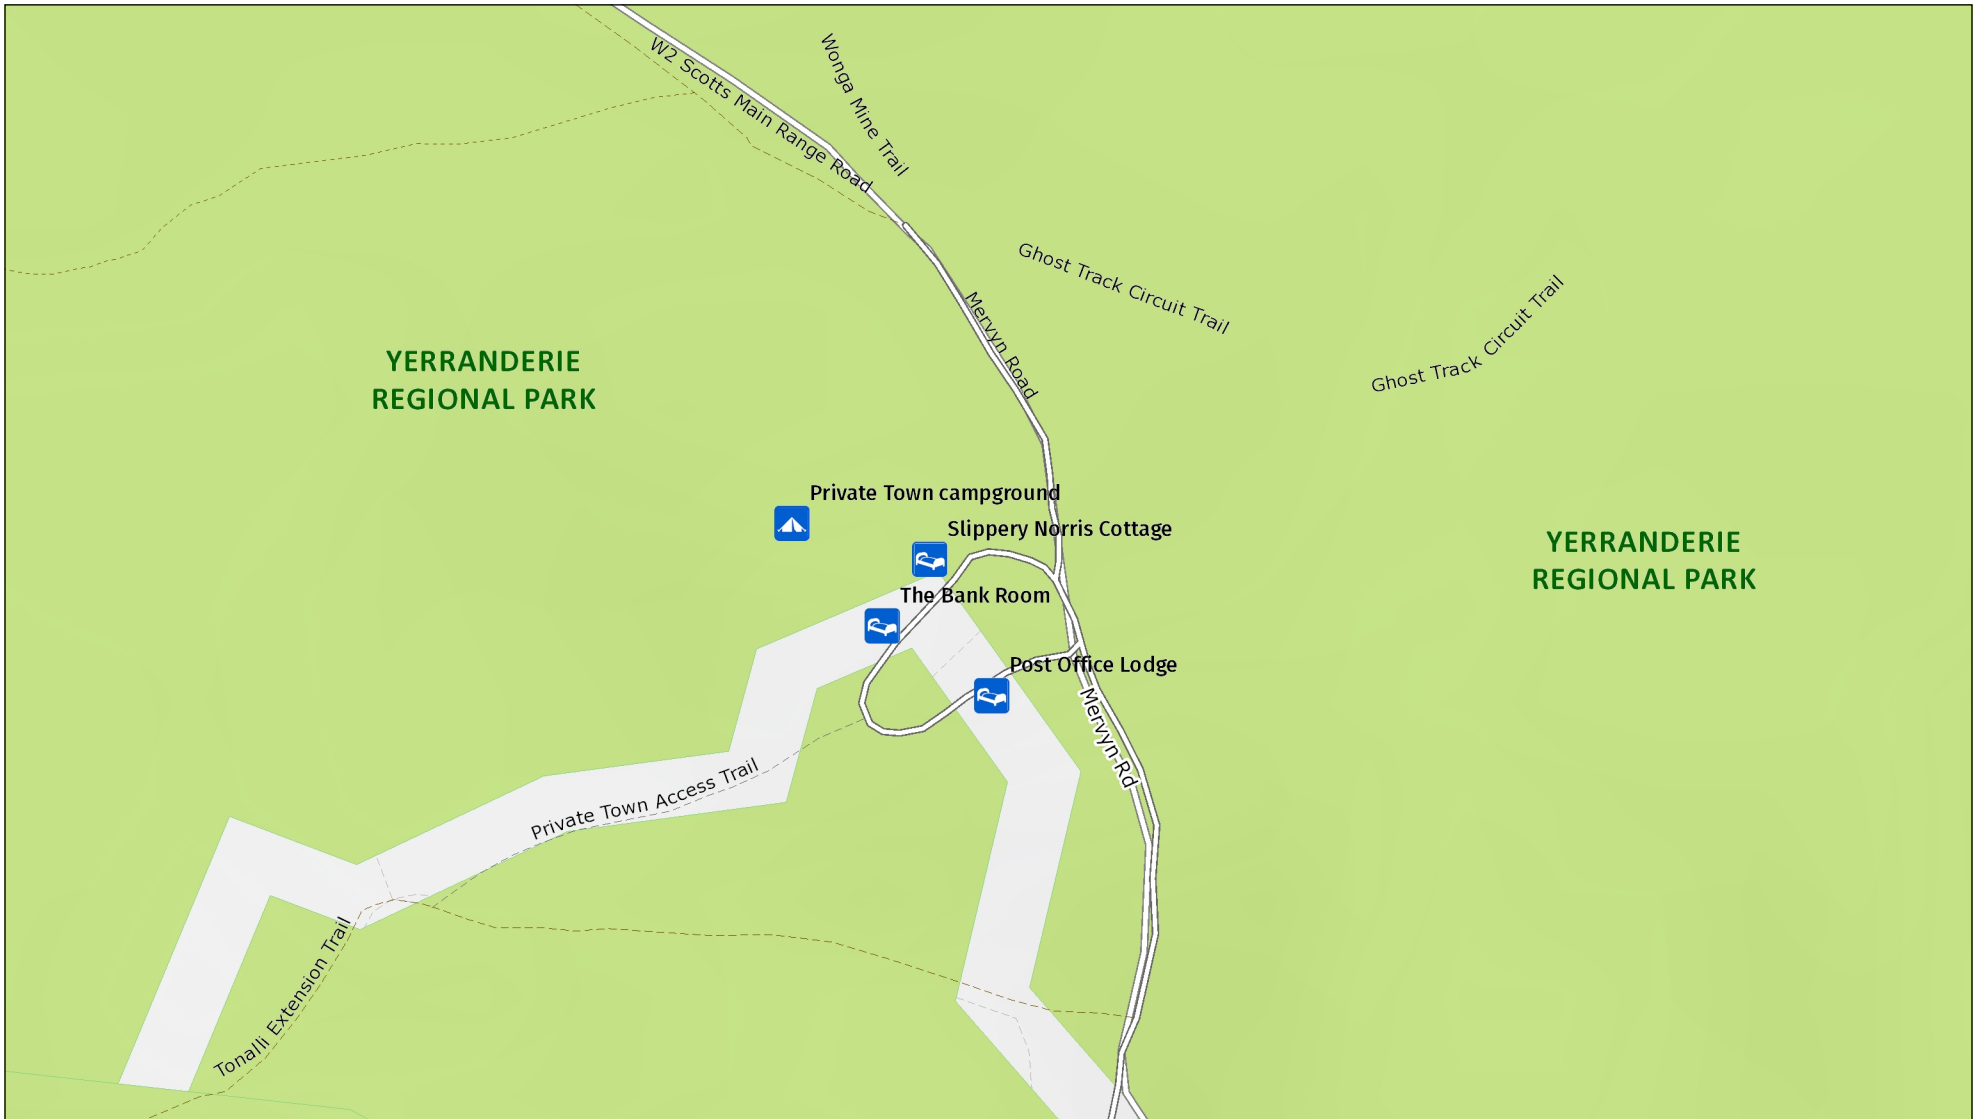 W2 Scotts Main Range Road
Wonga Mine Trail
Ghost Track Circuit Trail
Ghost Track Circuit Trail
Mervyn Road
YERRANDERIE
REGIONAL PARK
Private Town campground
Slippery Norris Cottage
YERRANDERIE
REGIONAL PARK
The Bank Room
Post Office Lodge
Mervyn Rd
Private Town Access Trail
Tonalli Extension Trail